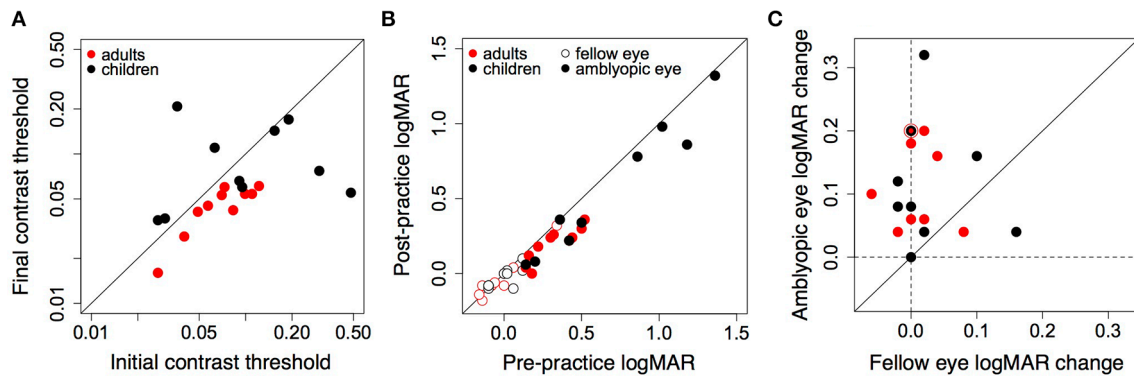 A
Final contrast threshold
0.50
0.20
0.05
0.01
adults
children
0.01 0.05 0.20 0.50
Initial contrast threshold
B
Post-practice logMAR
1.5
1.0
0.5
0.0
adults fellow eye
children amblyopic eye
0.0 0.5 1.0 1.5
Pre-practice logMAR
C
Amblyopic eye logMAR change
0.3
0.2
0.1
0.0
0.0 0.1 0.2 0.3
Fellow eye logMAR change